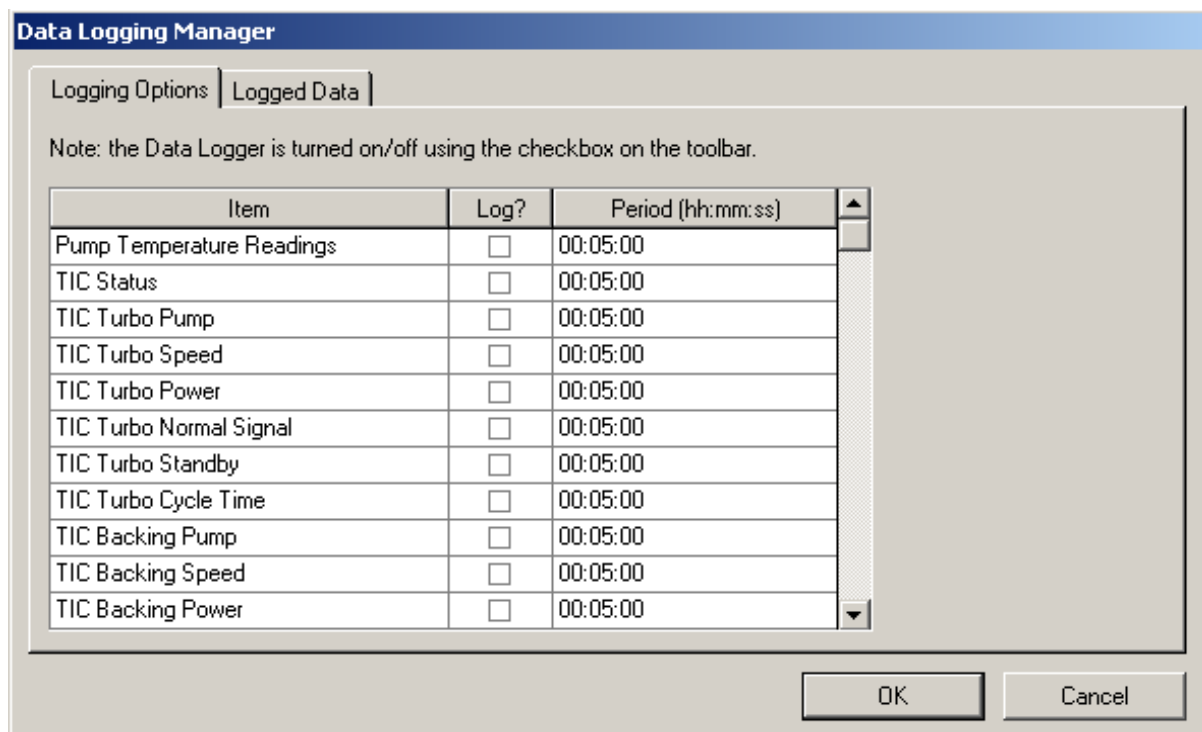 Data Logging Manager
Logging Options Logged Data
Note: the Data Logger is turned on/off using the checkbox on the toolbar.
Item Log? Period (hh:mm:ss)
Pump Temperature Readings 00:05:00
TIC Status 00:05:00
TIC Turbo Pump 00:05:00
TIC Turbo Speed 00:05:00
TIC Turbo Power 00:05:00
TIC Turbo Normal Signal 00:05:00
TIC Turbo Standby 00:05:00
TIC Turbo Cycle Time 00:05:00
TIC Backing Pump 00:05:00
TIC Backing Speed 00:05:00
TIC Backing Power 00:05:00
OK Cancel